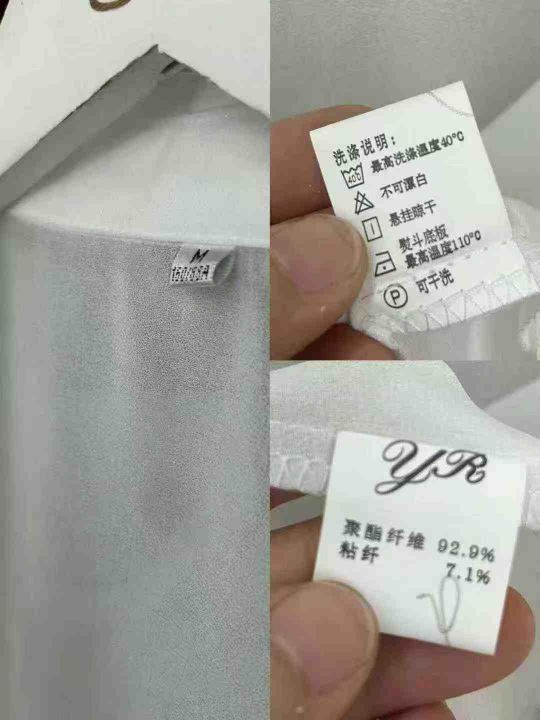 M
洗涤说明：
40℃
最高洗涤温度40℃
不可漂白
悬挂晾干
熨斗底板
最高温度110℃
P
可干洗
YR
聚酯纤维 92.9%
粘纤 7.1%